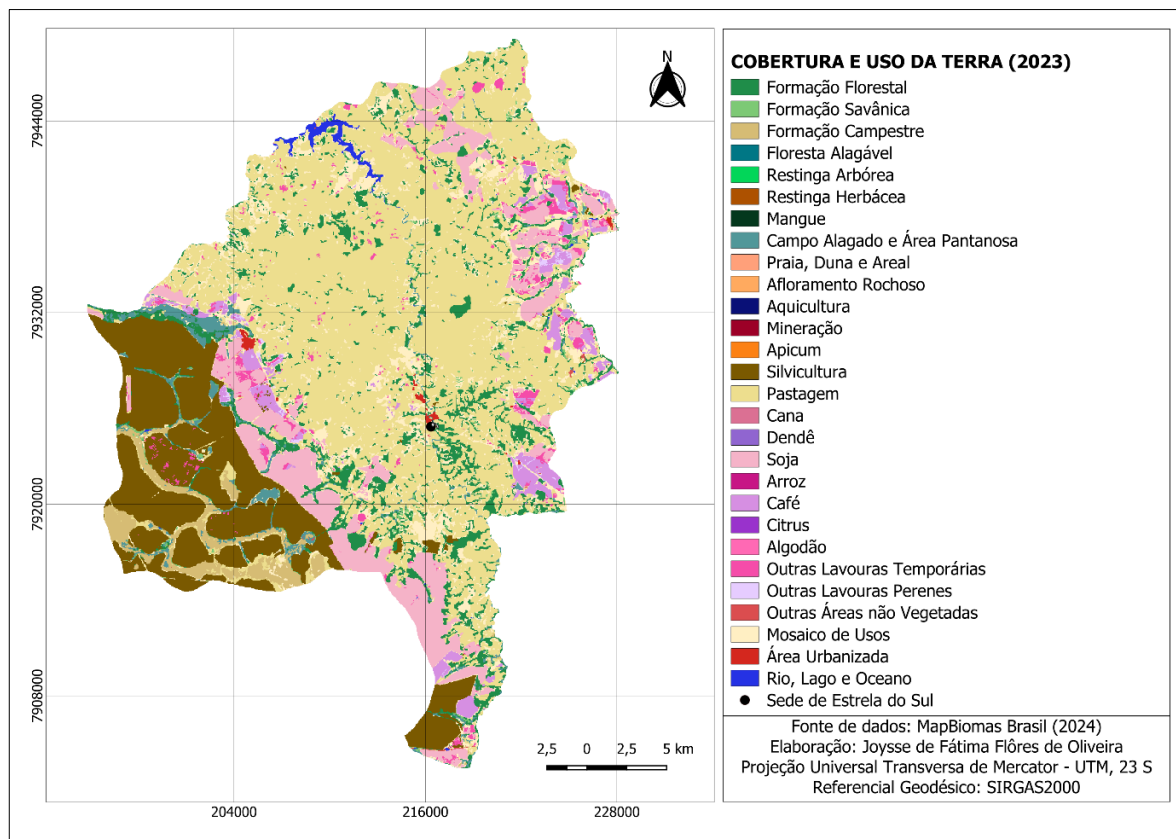 N
7944000
7932000
7920000
7908000
204000
216000
228000
2,5 0 2,5 5 km
COBERTURA E USO DA TERRA (2023)
Formação Florestal
Formação Savânica
Formação Campestre
Floresta Alagável
Restinga Arbórea
Restinga Herbácea
Mangue
Campo Alagado e Área Pantanosa
Praia, Duna e Areal
Afloramento Rochoso
Aquicultura
Mineração
Apicum
Silvicultura
Pastagem
Cana
Dendê
Soja
Arroz
Café
Citrus
Algodão
Outras Lavouras Temporárias
Outras Lavouras Perenes
Outras Áreas não Vegetadas
Mosaico de Usos
Área Urbanizada
Rio, Lago e Oceano
Sede de Estrela do Sul
Fonte de dados: MapBiomas Brasil (2024)
Elaboração: Joysse de Fátima Flôres de Oliveira
Projeção Universal Transversa de Mercator - UTM, 23 S
Referencial Geodésico: SIRGAS2000